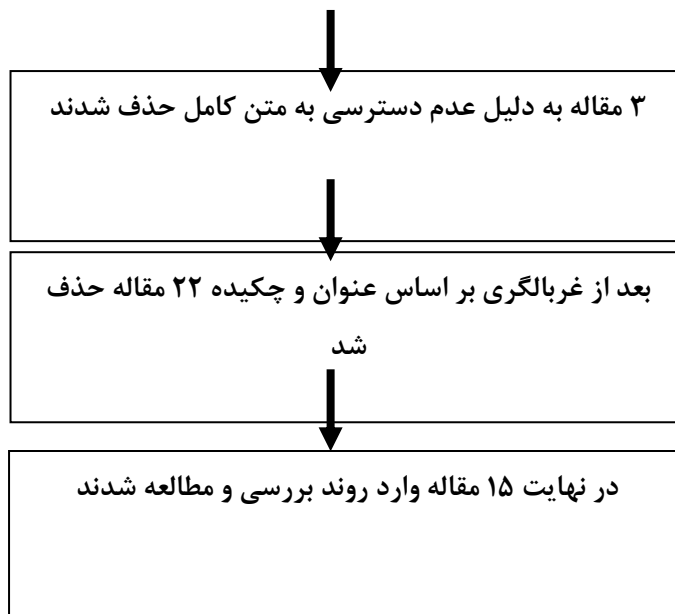 ۳ مقاله به دلیل عدم دسترسی به متن کامل حذف شدند
بعد از غربالگری بر اساس عنوان و چکیده ۲۲ مقاله حذف
شد
در نهایت ۱۵ مقاله وارد روند بررسی و مطالعه شدند